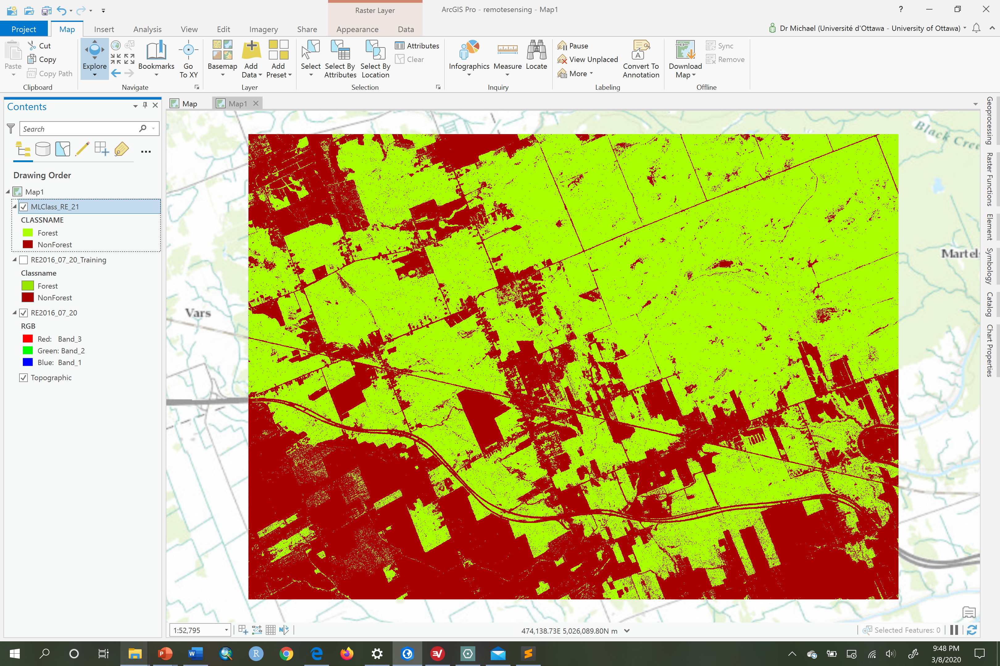 Raster Layer
ArcGIS Pro - remotesensing - Map1
?
Project
Map
Insert
Analysis
View
Edit
Imagery
Share
Appearance
Data
Dr Michael (Université d'Ottawa - University of Ottawa)
Paste
Cut
Copy
Copy Path
Clipboard
Explore
Bookmarks
Go
To XY
Navigate
Basemap
Add
Data
Add
Preset
Layer
Select
Select By
Attributes
Select By
Location
Attributes
Clear
Selection
Infographics
Measure
Locate
Inquiry
Pause
View Unplaced
More
Convert To
Annotation
Labeling
Download
Map
Sync
Remove
Offline
Contents
Search
Drawing Order
Map1
MLClass_RE_21
CLASSNAME
Forest
NonForest
RE2016_07_20_Training
Classname
Forest
NonForest
RE2016_07_20
RGB
Red: Band_3
Green: Band_2
Blue: Band_1
Topographic
Map
Map1
Black Cree
Martels
Vars
Geoprocessing
Raster Functions
Element
Symbology
Catalog
Chart Properties
1:52,795
N
474,138.73E 5,026,089.80N m
Selected Features: 0
P
W
R
9:48 PM
3/8/2020